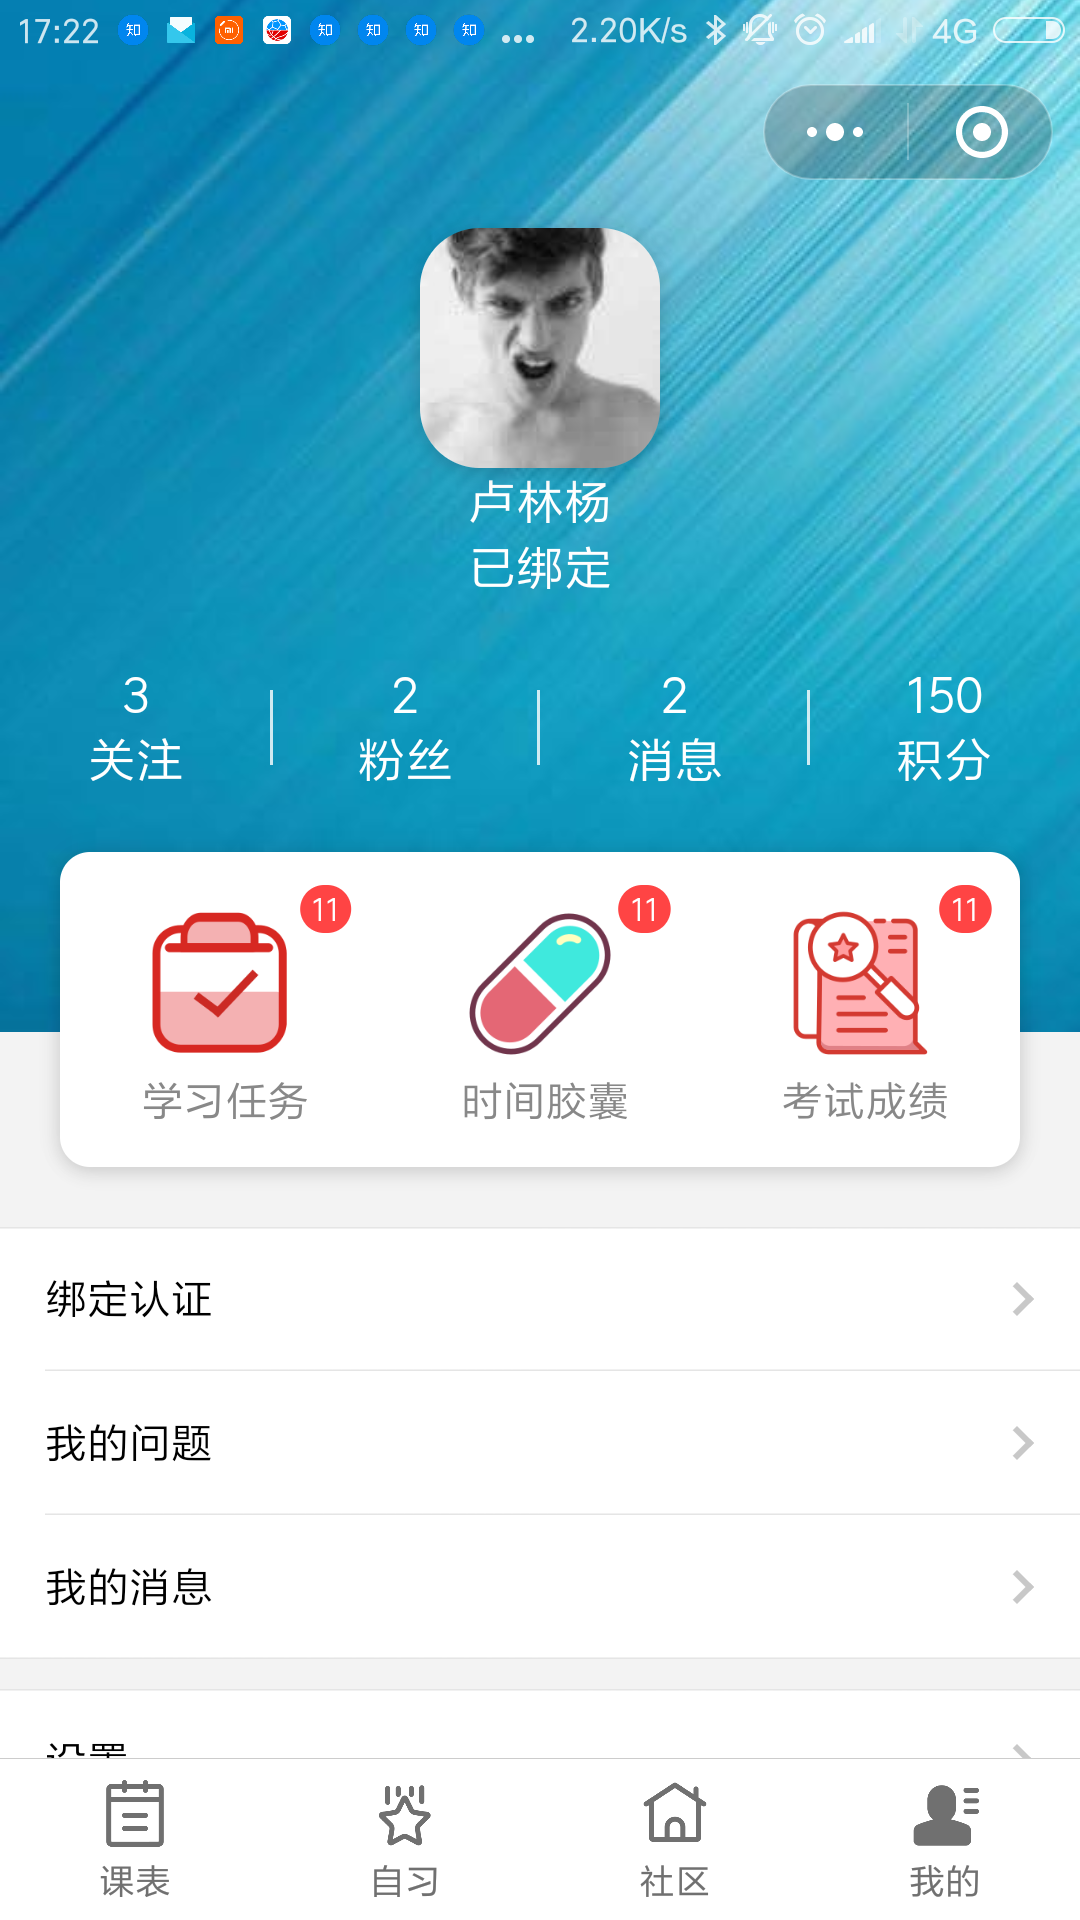 17:22 知 知 知 知 知 ... 2.20K/s 4G
卢林杨
已绑定
3 2 2 150
关注 粉丝 消息 积分
11 11 11
学习任务 时间胶囊 考试成绩
绑定认证
我的问题
我的消息
设置
课表 自习 社区 我的